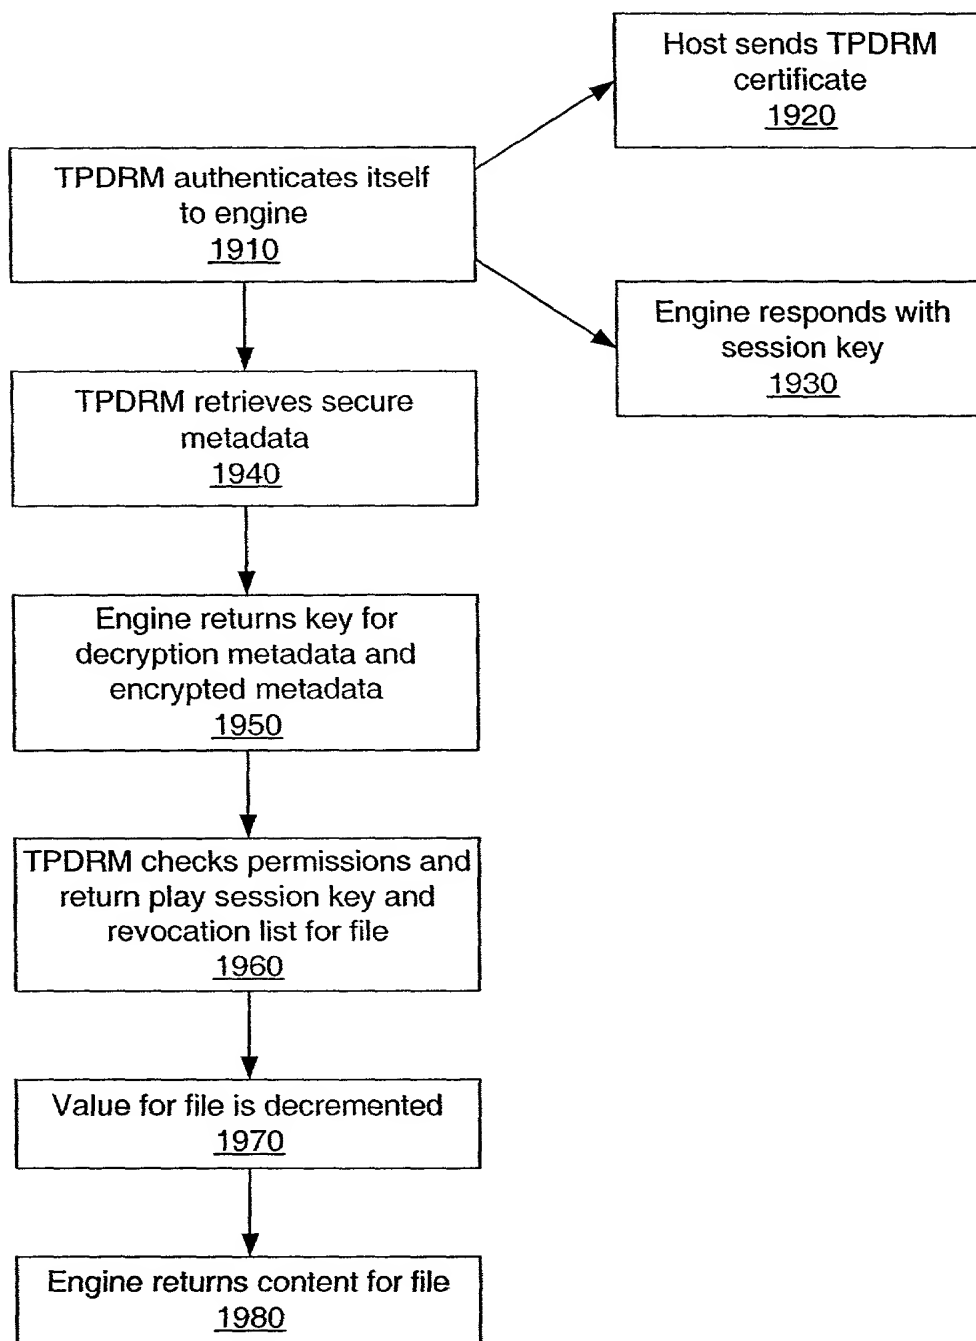 Host sends TPDRM
certificate
1920
TPDRM authenticates itself
to engine
1910
Engine responds with
session key
1930
TPDRM retrieves secure
metadata
1940
Engine returns key for
decryption metadata and
encrypted metadata
1950
TPDRM checks permissions and
return play session key and
revocation list for file
1960
Value for file is decremented
1970
Engine returns content for file
1980